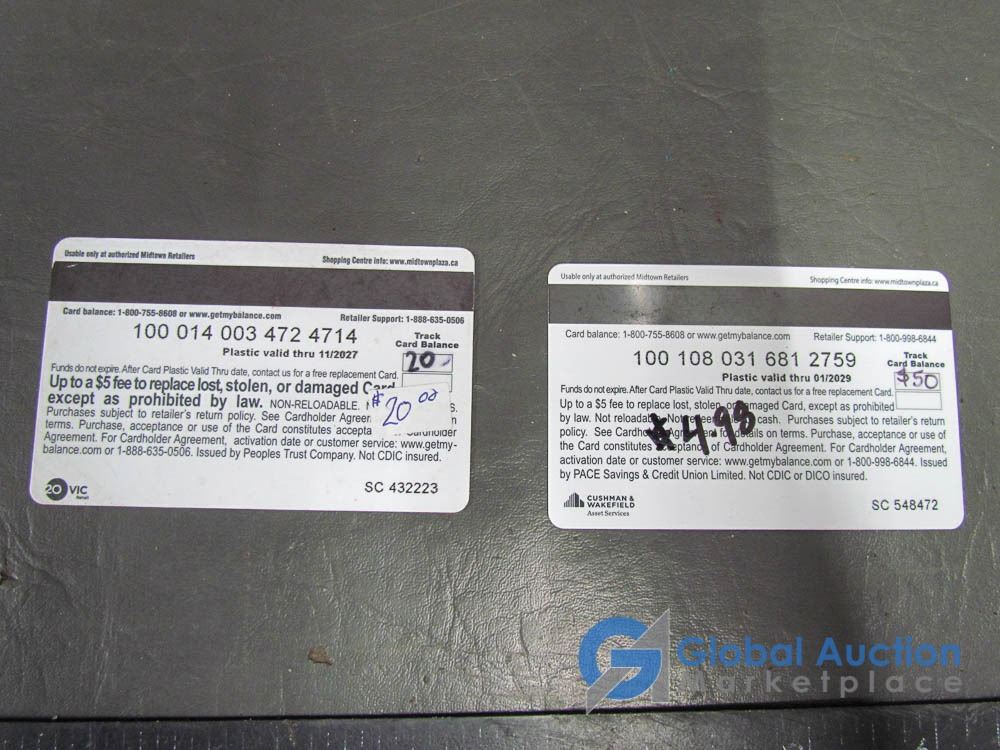 Usable only at authorized Midtown Retailers
Shopping Centre info: www.midtownplaza.ca
Card balance: 1-800-755-8608 or www.getmybalance.com
Retailer Support: 1-888-635-0506
100 014 003 472 4714
Plastic valid thru 11/2027
Track
Card Balance
20-
Funds do not expire. After Card Plastic Valid Thru date, contact us for a free replacement Card.
Up to a $5 fee to replace lost, stolen, or damaged Card
except as prohibited by law. NON-RELOADABLE.
$20.00
Purchases subject to retailer's return policy. See Cardholder
terms. Purchase, acceptance or use of the Card constitutes
Agreement. For Cardholder Agreement, activation date or customer service: www.getmy-
balance.com or 1-888-635-0506. Issued by Peoples Trust Company. Not CDIC insured.
20 VIC
Retail
SC 432223
Usable only at authorized Midtown Retailers
Shopping Centre info: www.midtownplaza.ca
Card balance: 1-800-755-8608 or www.getmybalance.com
Retailer Support: 1-800-998-6844
100 108 031 681 2759
Plastic valid thru 01/2029
Track
Card Balance
$50
Funds do not expire. After Card Plastic Valid Thru date, contact us for a free replacement Card.
Up to a $5 fee to replace lost, stolen, or damaged Card, except as prohibited
by law. Not reloadable. cash. Purchases subject to retailer's return
policy. See on terms. Purchase, acceptance or use of
the Card constitutes acceptance of Cardholder Agreement. For Cardholder Agreement,
$4.98
activation date or customer service: www.getmybalance.com or 1-800-998-6844. Issued
by PACE Savings & Credit Union Limited. Not CDIC or DICO insured.
CUSHMAN &
WAKEFIELD
Asset Services
SC 548472
Global Auction
Marketplace